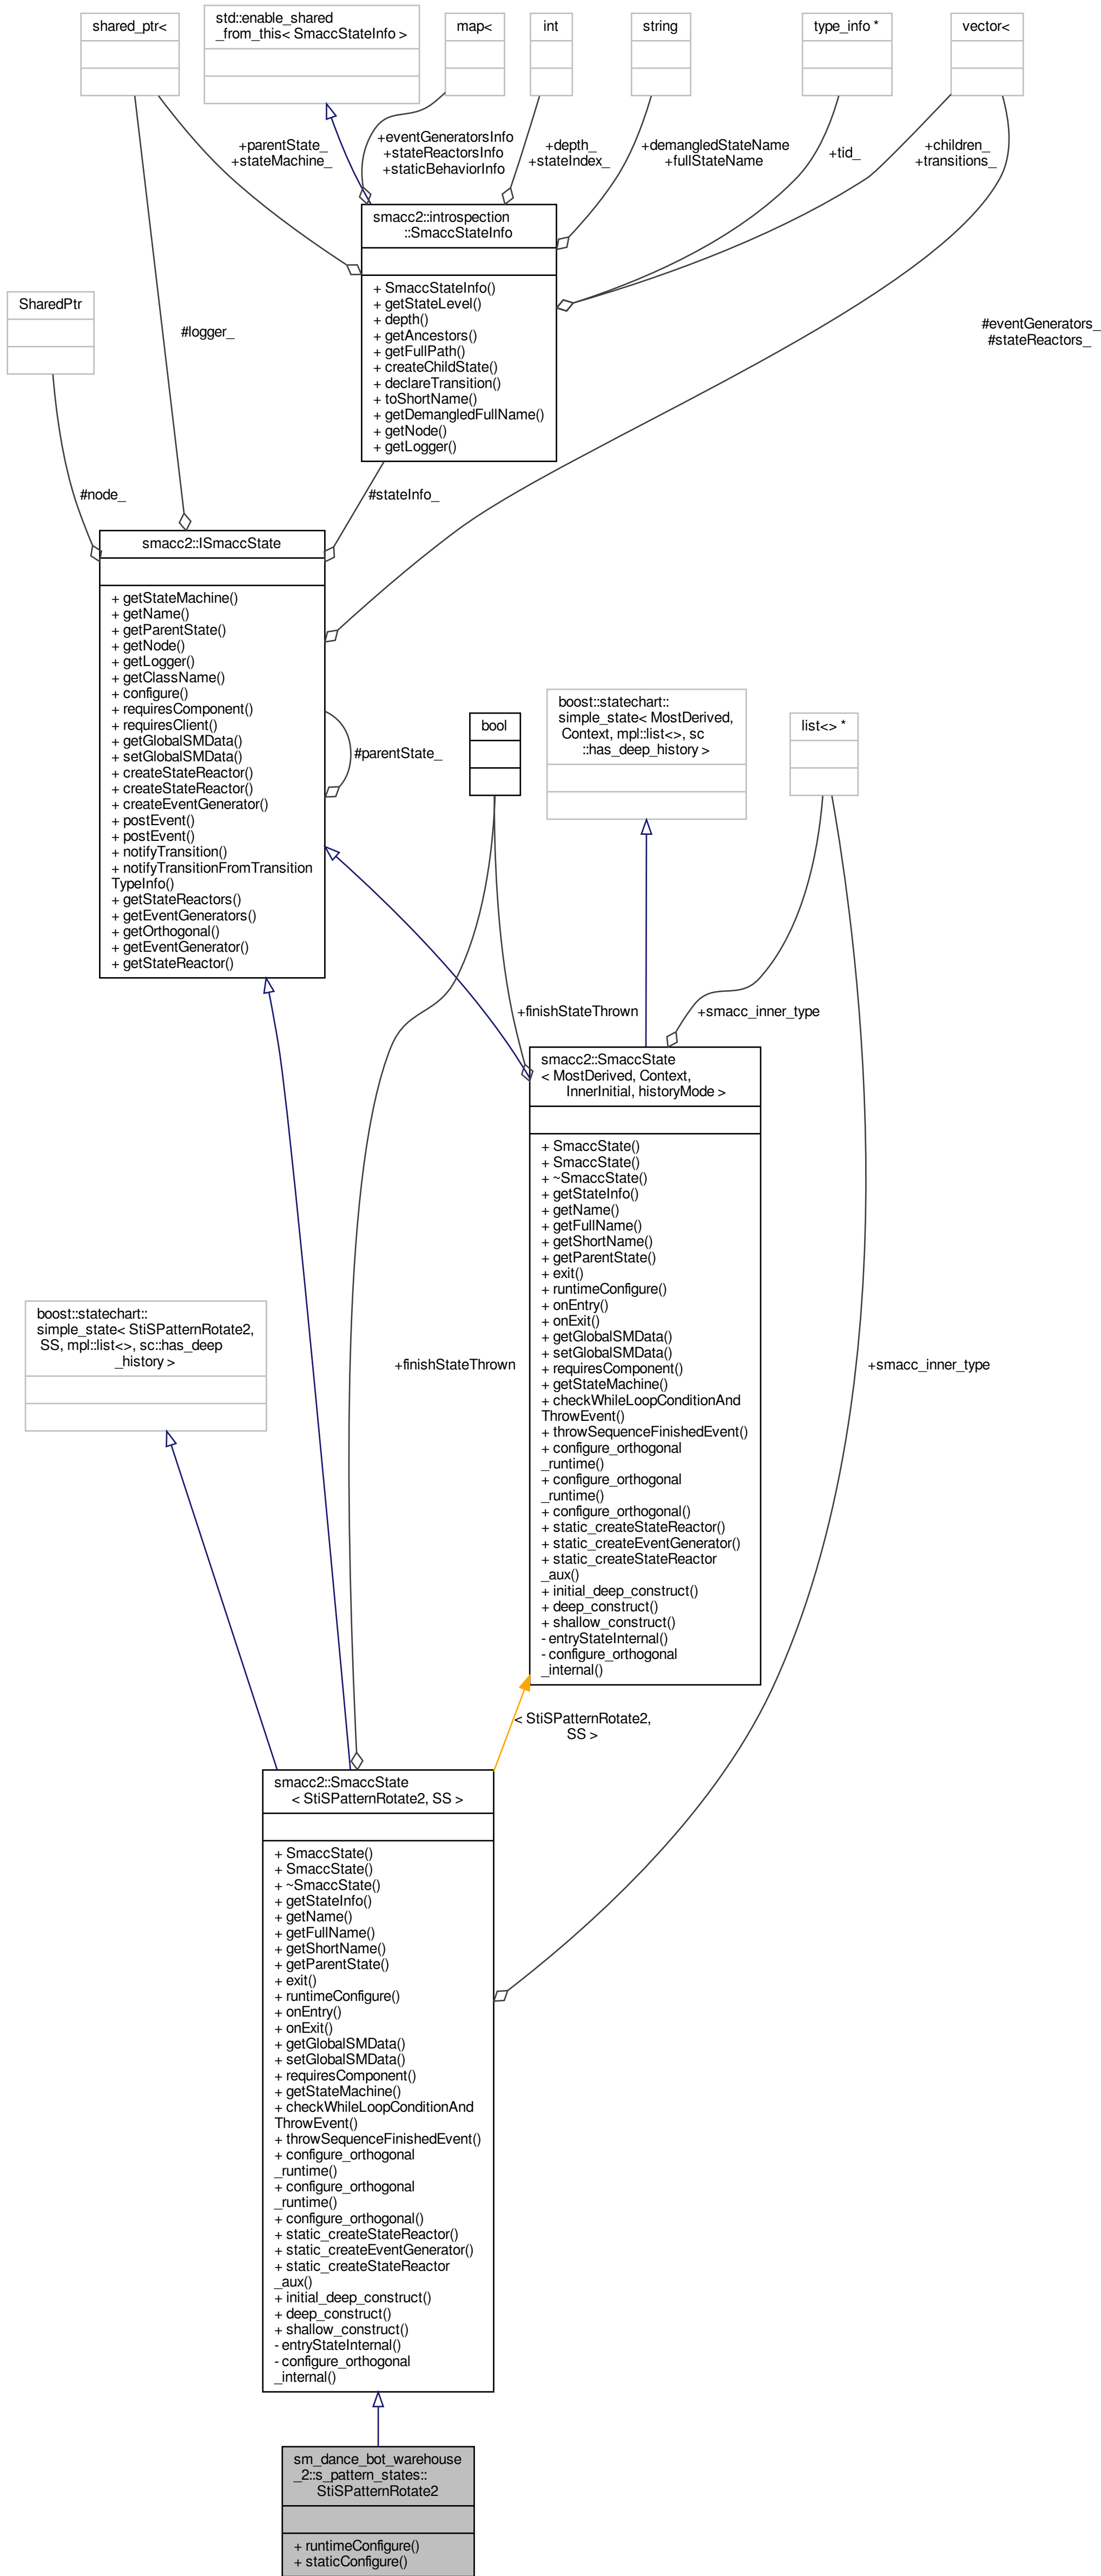 shared_ptr<
std::enable_shared
_from_this< SmaccStateInfo >
map<
int
string
type_info *
vector<
+parentState_
+stateMachine_
+eventGeneratorsInfo
+stateReactorsInfo
+staticBehaviorInfo
+depth_
+stateIndex_
+demangledStateName
+fullStateName
+tid_
+children_
+transitions_
smacc2::introspection
::SmaccStateInfo
+ SmaccStateInfo()
+ getStateLevel()
+ depth()
+ getAncestors()
+ getFullPath()
+ createChildState()
+ declareTransition()
+ toShortName()
+ getDemangledFullName()
+ getNode()
+ getLogger()
SharedPtr
#logger_
#eventGenerators_
#stateReactors_
#node_
#stateInfo_
smacc2::ISmaccState
+ getStateMachine()
+ getName()
+ getParentState()
+ getNode()
+ getLogger()
+ getClassName()
+ configure()
+ requiresComponent()
+ requiresClient()
+ getGlobalSMData()
+ setGlobalSMData()
+ createStateReactor()
+ createStateReactor()
+ createEventGenerator()
+ postEvent()
+ postEvent()
+ notifyTransition()
+ notifyTransitionFromTransition
TypeInfo()
+ getStateReactors()
+ getEventGenerators()
+ getOrthogonal()
+ getEventGenerator()
+ getStateReactor()
#parentState_
bool
boost::statechart::
simple_state< MostDerived,
Context, mpl::list<>, sc
::has_deep_history >
list<> *
+finishStateThrown
+smacc_inner_type
smacc2::SmaccState
< MostDerived, Context,
InnerInitial, historyMode >
+ SmaccState()
+ SmaccState()
+ ~SmaccState()
+ getStateInfo()
+ getName()
+ getFullName()
+ getShortName()
+ getParentState()
+ exit()
+ runtimeConfigure()
+ onEntry()
+ onExit()
+ getGlobalSMData()
+ setGlobalSMData()
+ requiresComponent()
+ getStateMachine()
+ checkWhileLoopConditionAnd
ThrowEvent()
+ throwSequenceFinishedEvent()
+ configure_orthogonal
_runtime()
+ configure_orthogonal
_runtime()
+ configure_orthogonal()
+ static_createStateReactor()
+ static_createEventGenerator()
+ static_createStateReactor
_aux()
+ initial_deep_construct()
+ deep_construct()
+ shallow_construct()
- entryStateInternal()
- configure_orthogonal
_internal()
boost::statechart::
simple_state< StiSPatternRotate2,
SS, mpl::list<>, sc::has_deep
_history >
+finishStateThrown
+smacc_inner_type
< StiSPatternRotate2,
SS >
smacc2::SmaccState
< StiSPatternRotate2, SS >
+ SmaccState()
+ SmaccState()
+ ~SmaccState()
+ getStateInfo()
+ getName()
+ getFullName()
+ getShortName()
+ getParentState()
+ exit()
+ runtimeConfigure()
+ onEntry()
+ onExit()
+ getGlobalSMData()
+ setGlobalSMData()
+ requiresComponent()
+ getStateMachine()
+ checkWhileLoopConditionAnd
ThrowEvent()
+ throwSequenceFinishedEvent()
+ configure_orthogonal
_runtime()
+ configure_orthogonal
_runtime()
+ configure_orthogonal()
+ static_createStateReactor()
+ static_createEventGenerator()
+ static_createStateReactor
_aux()
+ initial_deep_construct()
+ deep_construct()
+ shallow_construct()
- entryStateInternal()
- configure_orthogonal
_internal()
sm_dance_bot_warehouse
_2::s_pattern_states::
StiSPatternRotate2
+ runtimeConfigure()
+ staticConfigure()